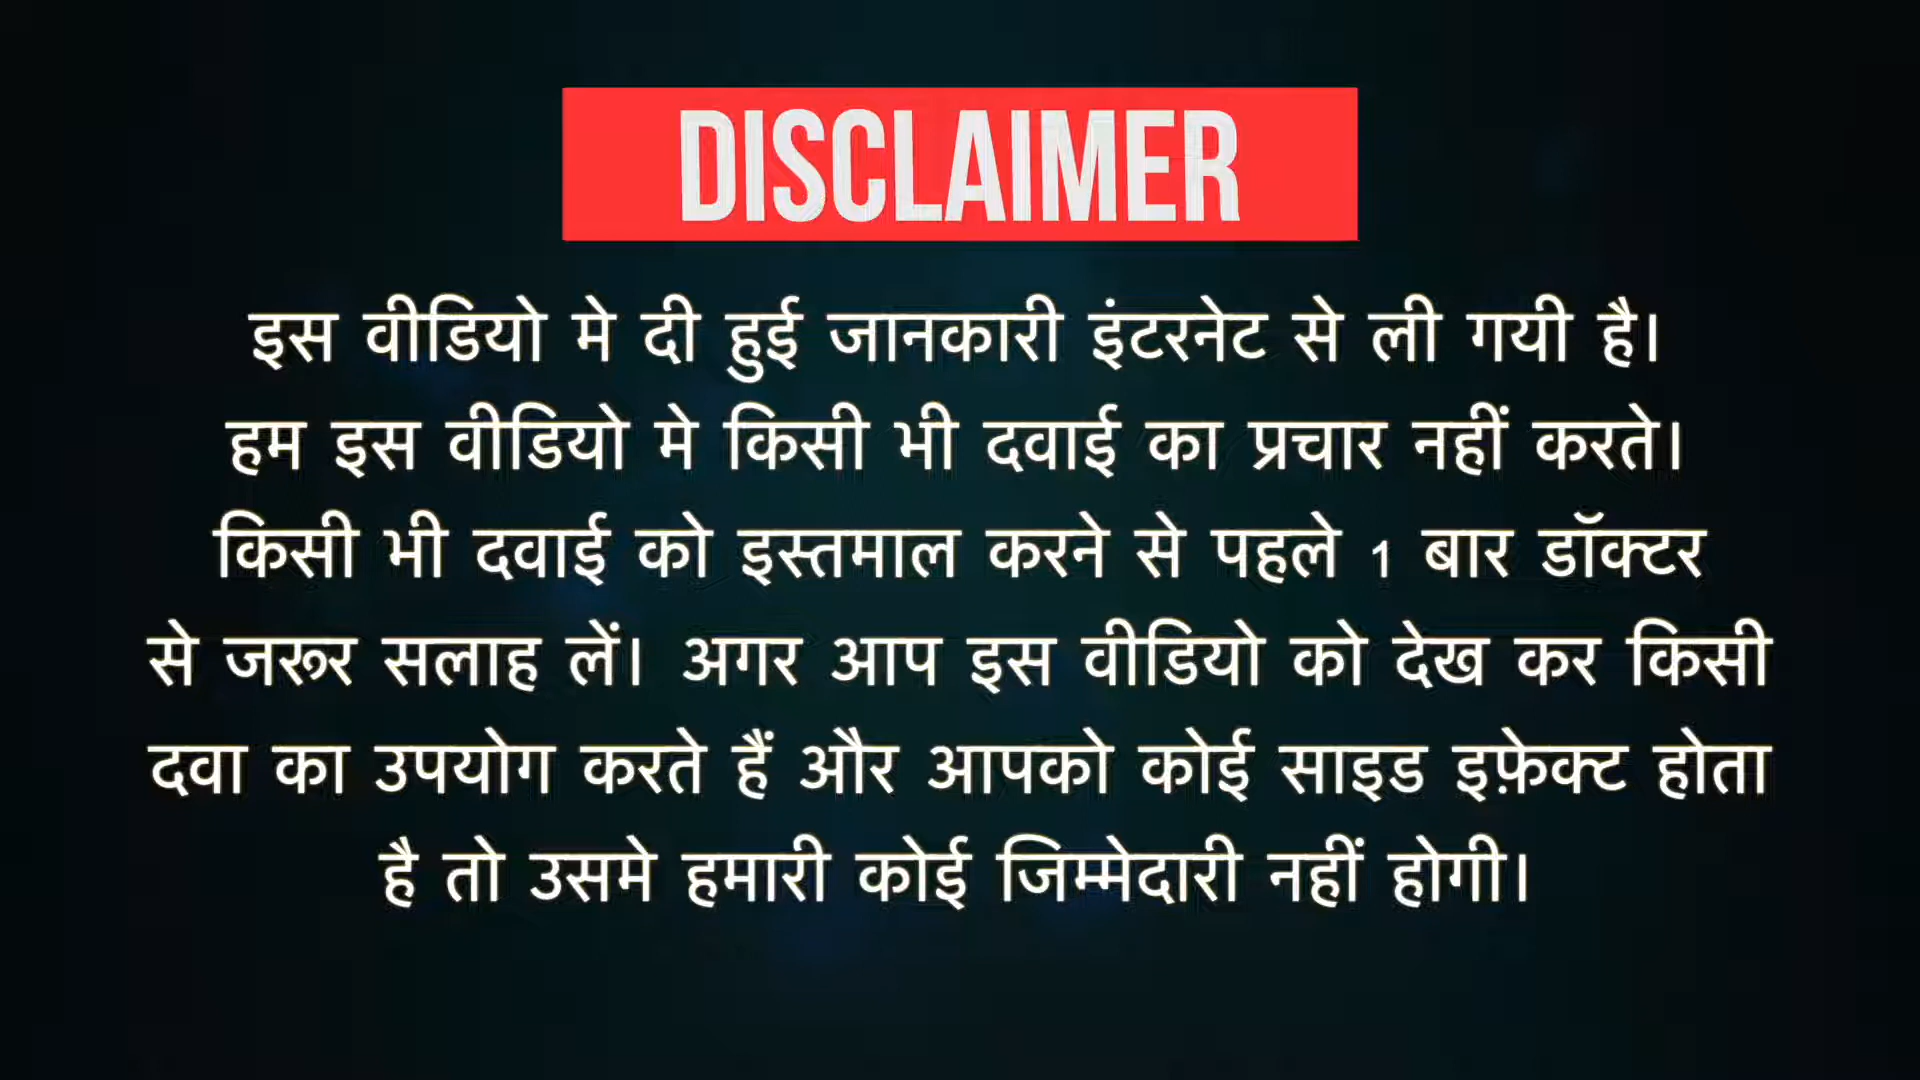 DISCLAIMER
इस वीडियो मे दी हुई जानकारी इंटरनेट से ली गयी है।
हम इस वीडियो मे किसी भी दवाई का प्रचार नहीं करते।
किसी भी दवाई को इस्तमाल करने से पहले 1 बार डॉक्टर
से जरूर सलाह लें। अगर आप इस वीडियो को देख कर किसी
दवा का उपयोग करते हैं और आपको कोई साइड इफ़ेक्ट होता
है तो उसमे हमारी कोई जिम्मेदारी नहीं होगी।